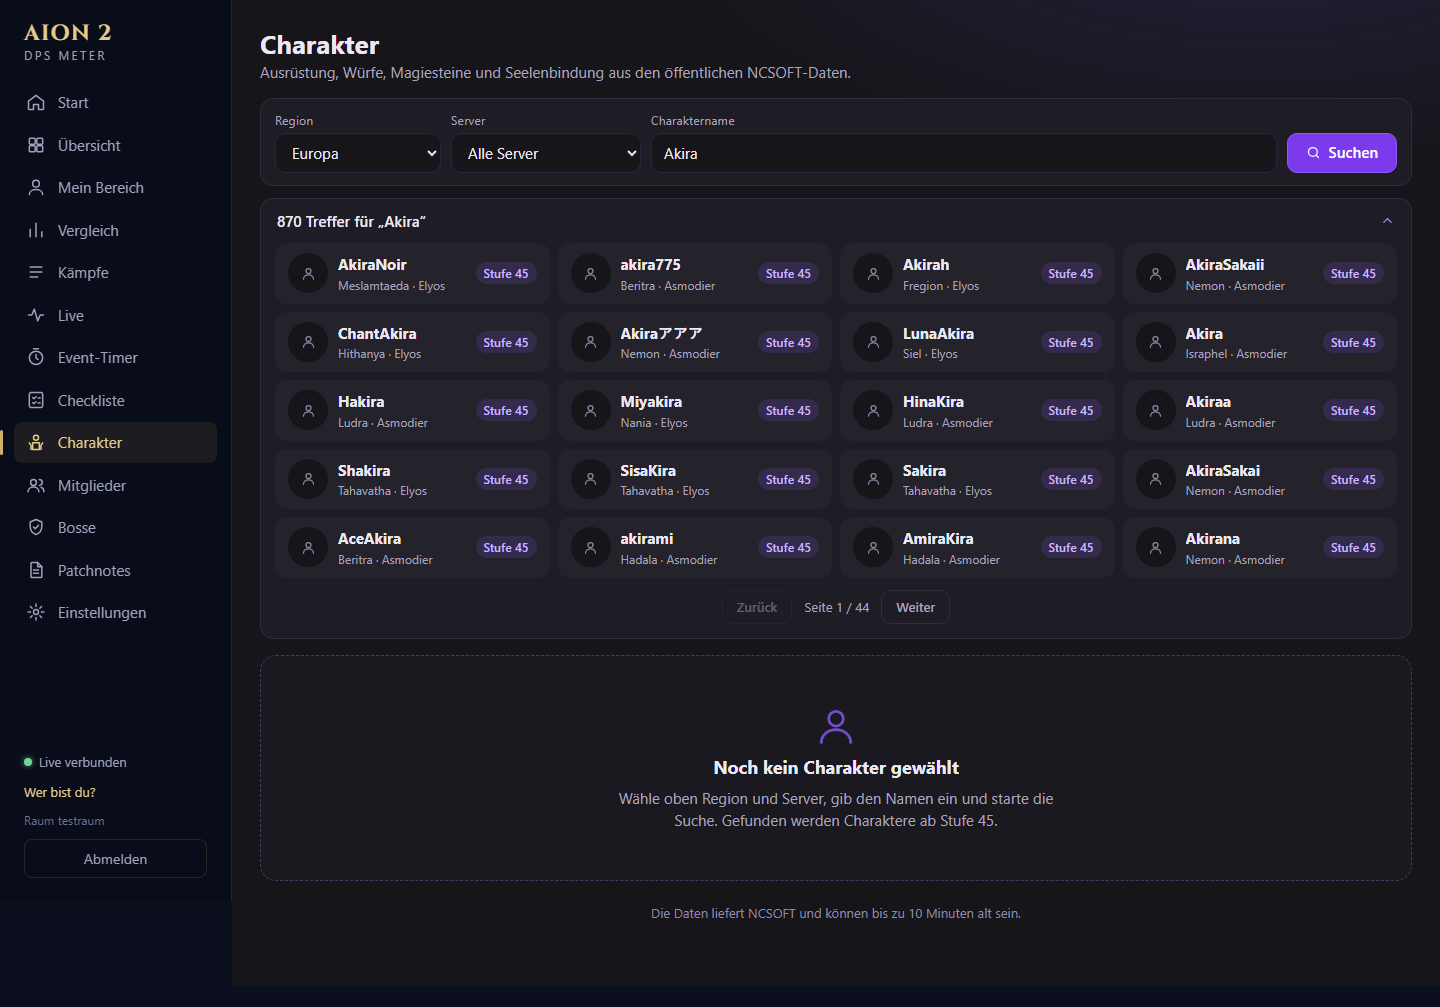 AION 2
DPS METER
Start
Übersicht
Mein Bereich
Vergleich
Kämpfe
Live
Event-Timer
Checkliste
Charakter
Mitglieder
Bosse
Patchnotes
Einstellungen
Live verbunden
Wer bist du?
Raum testraum
Abmelden
Charakter
Ausrüstung, Würfe, Magiesteine und Seelenbindung aus den öffentlichen NCSOFT-Daten.
Region Server Charaktername
Europa Alle Server Akira Suchen
870 Treffer für „Akira“
AkiraNoir Stufe 45 akira775 Stufe 45 Akirah Stufe 45 AkiraSakaii Stufe 45
Meslamtaeda · Elyos Beritra · Asmodier Fregion · Elyos Nemon · Asmodier
ChantAkira Stufe 45 Akiraアアア Stufe 45 LunaAkira Stufe 45 Akira Stufe 45
Hithanya · Elyos Nemon · Asmodier Siel · Elyos Israphel · Asmodier
Hakira Stufe 45 Miyakira Stufe 45 HinaKira Stufe 45 Akiraa Stufe 45
Ludra · Asmodier Nania · Elyos Ludra · Asmodier Ludra · Asmodier
Shakira Stufe 45 SisaKira Stufe 45 Sakira Stufe 45 AkiraSakai Stufe 45
Tahavatha · Elyos Tahavatha · Elyos Tahavatha · Elyos Nemon · Asmodier
AceAkira Stufe 45 akirami Stufe 45 AmiraKira Stufe 45 Akirana Stufe 45
Beritra · Asmodier Hadala · Asmodier Hadala · Asmodier Nemon · Asmodier
Zurück Seite 1 / 44 Weiter
Noch kein Charakter gewählt
Wähle oben Region und Server, gib den Namen ein und starte die
Suche. Gefunden werden Charaktere ab Stufe 45.
Die Daten liefert NCSOFT und können bis zu 10 Minuten alt sein.